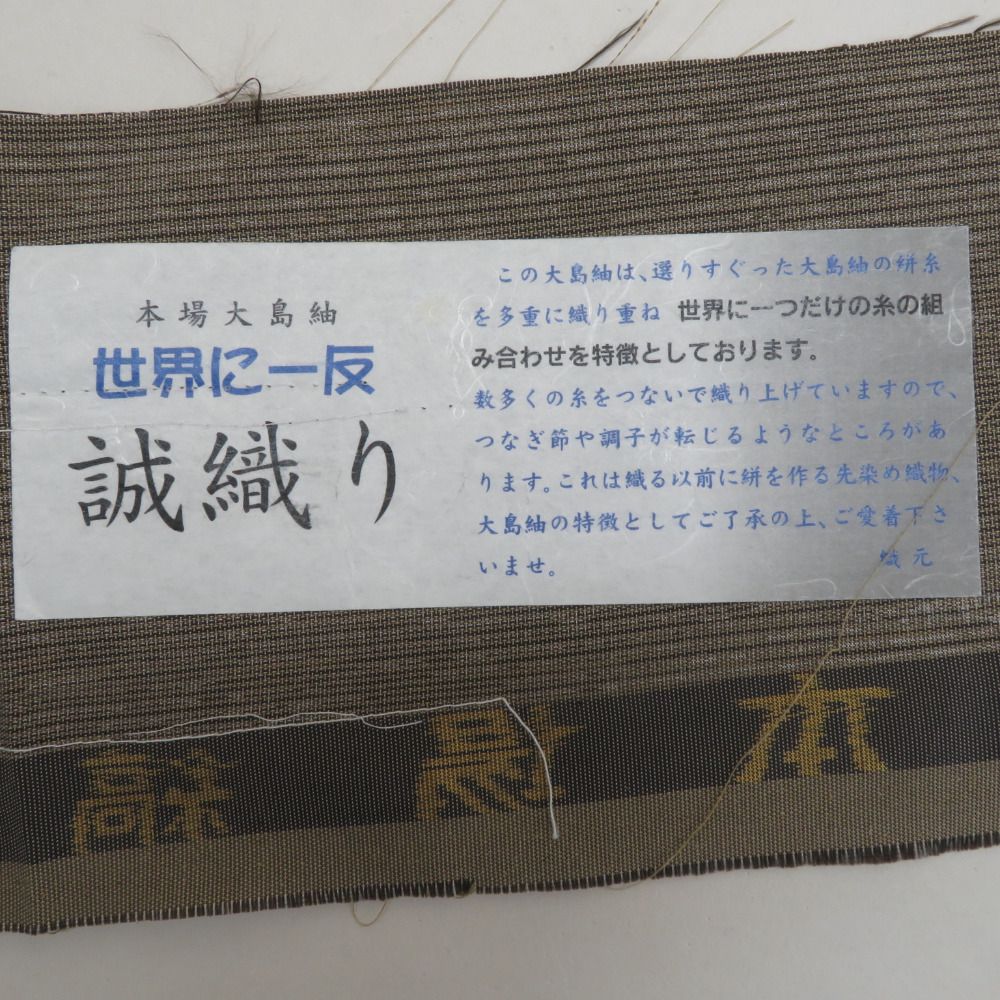 本場大島紬
世界に一反
誠織り
この大島紬は、選りすぐった大島紬の絣糸
を多重に織り重ね 世界に一つだけの糸の組
み合わせを特徴としております。
数多くの糸をつないで織り上げていますので、
つなぎ節や調子が転じるようなところがあ
ります。これは織る以前に絣を作る先染め織物、
大島紬の特徴としてご了承の上、ご愛着下さ
いませ。 織元
本場縞